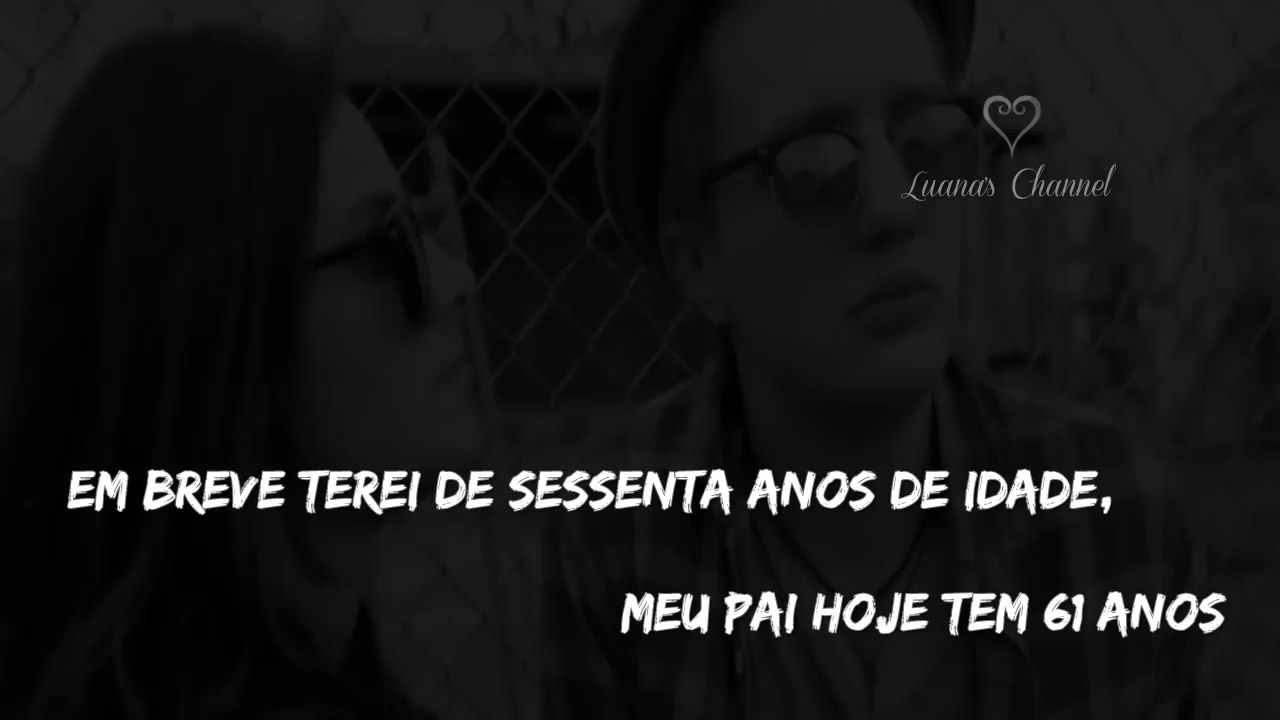 Luana's Channel
EM BREVE TEREI DE SESSENTA ANOS DE IDADE,
MEU PAI HOJE TEM 61 ANOS